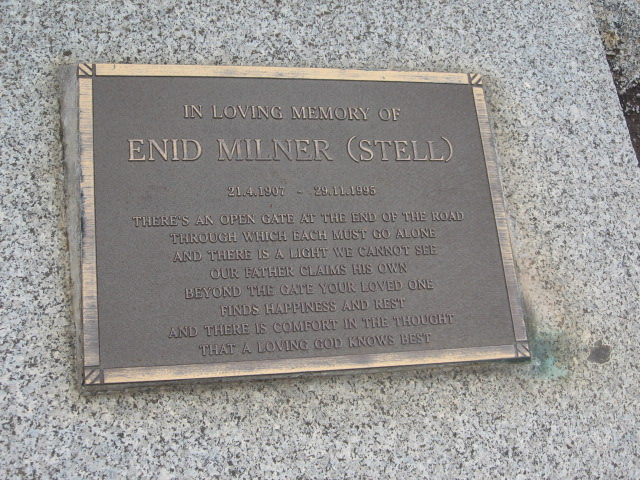 IN LOVING MEMORY OF
ENID MILNER (STELL)
21.4.1907 ~ 29.11.1995
THERE'S AN OPEN GATE AT THE END OF THE ROAD
THROUGH WHICH EACH MUST GO ALONE
AND THERE IS A LIGHT WE CANNOT SEE
OUR FATHER CLAIMS HIS OWN
BEYOND THE GATE YOUR LOVED ONE
FINDS HAPPINESS AND REST
AND THERE IS COMFORT IN THE THOUGHT
THAT A LOVING GOD KNOWS BEST